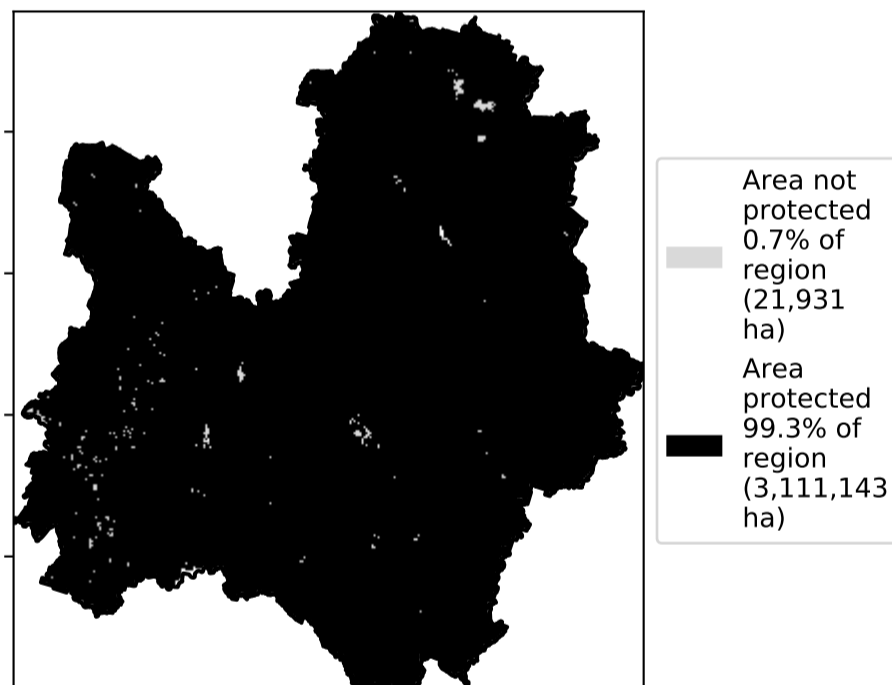 Area not
protected
0.7% of
region
(21,931
ha)
Area
protected
99.3% of
region
(3,111,143
ha)